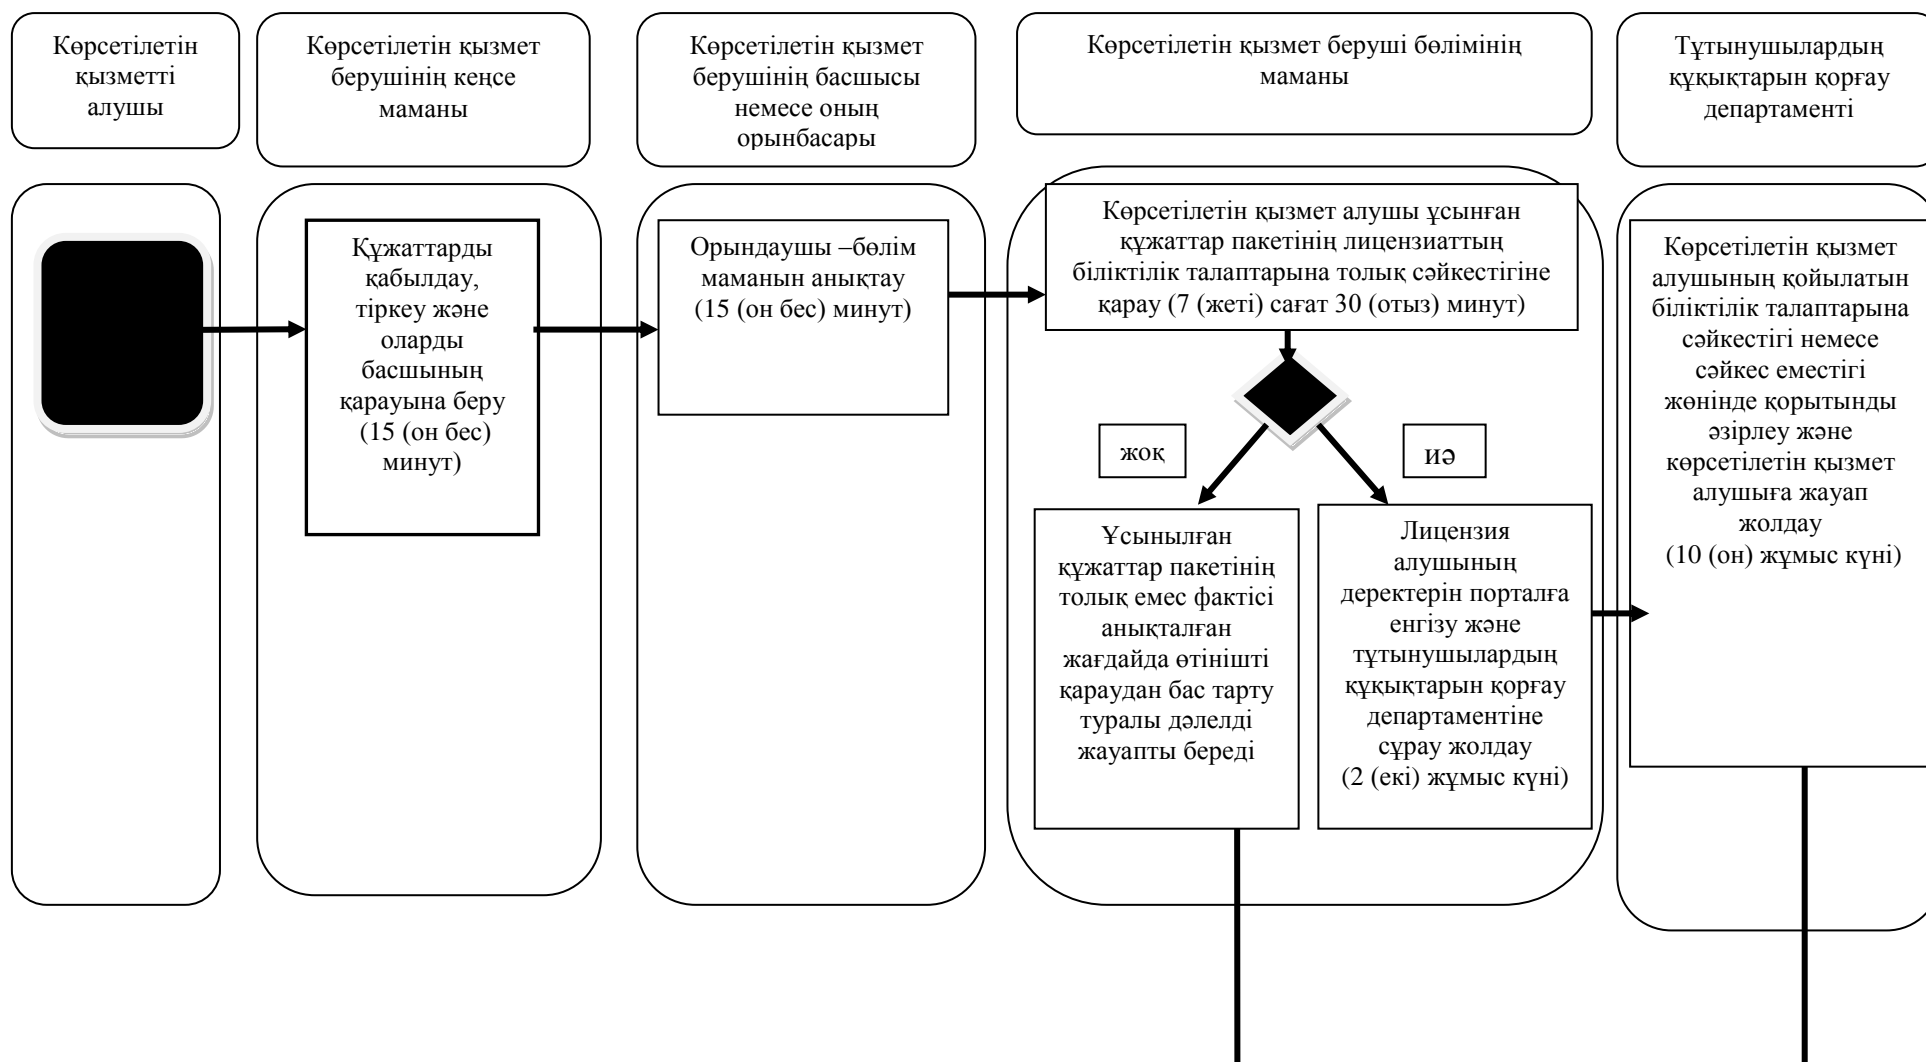 Көрсетілетін
қызметті
алушы
Көрсетілетін қызмет
берушінің кеңсе
маманы
Көрсетілетін қызмет
берушінің басшысы
немесе оның
орынбасары
Көрсетілетін қызмет беруші бөлімінің
маманы
Тұтынушылардың
құқықтарын қорғау
департаменті
Құжаттарды
қабылдау,
тіркеу және
оларды
басшының
қарауына беру
(15 (он бес)
минут)
Орындаушы –бөлім
маманын анықтау
(15 (он бес) минут)
Көрсетілетін қызмет алушы ұсынған
құжаттар пакетінің лицензиаттың
біліктілік талаптарына толық сәйкестігіне
қарау (7 (жеті) сағат 30 (отыз) минут)
жоқ
иә
Ұсынылған
құжаттар пакетінің
толық емес фактісі
анықталған
жағдайда өтінішті
қараудан бас тарту
туралы дәлелді
жауапты береді
Лицензия
алушының
деректерін порталға
енгізу және
тұтынушылардың
құқықтарын қорғау
департаментіне
сұрау жолдау
(2 (екі) жұмыс күні)
Көрсетілетін қызмет
алушының қойылатын
біліктілік талаптарына
сәйкестігі немесе
сәйкес еместігі
жөнінде қорытынды
әзірлеу және
көрсетілетін қызмет
алушыға жауап
жолдау
(10 (он) жұмыс күні)